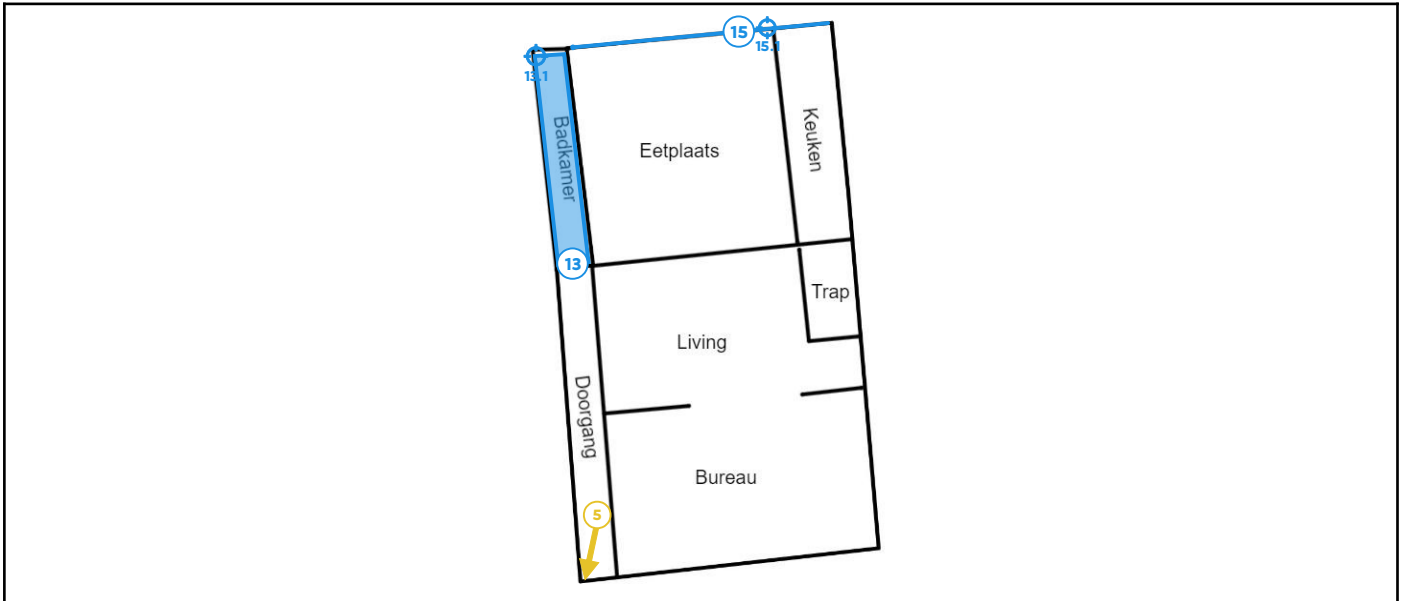 15
15.1
13.1
Badkamer
Eetplaats
Keuken
13
Trap
Living
Doorgang
Bureau
5